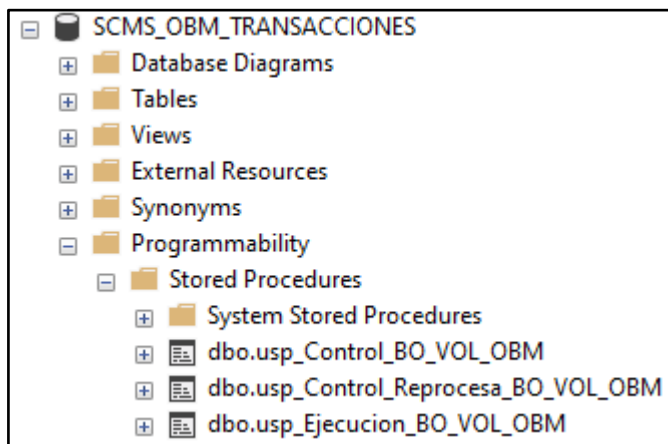 SCMS_OBM_TRANSACCIONES
Database Diagrams
Tables
Views
External Resources
Synonyms
Programmability
Stored Procedures
System Stored Procedures
dbo.usp_Control_BO_VOL_OBM
dbo.usp_Control_Reprocesa_BO_VOL_OBM
dbo.usp_Ejecucion_BO_VOL_OBM